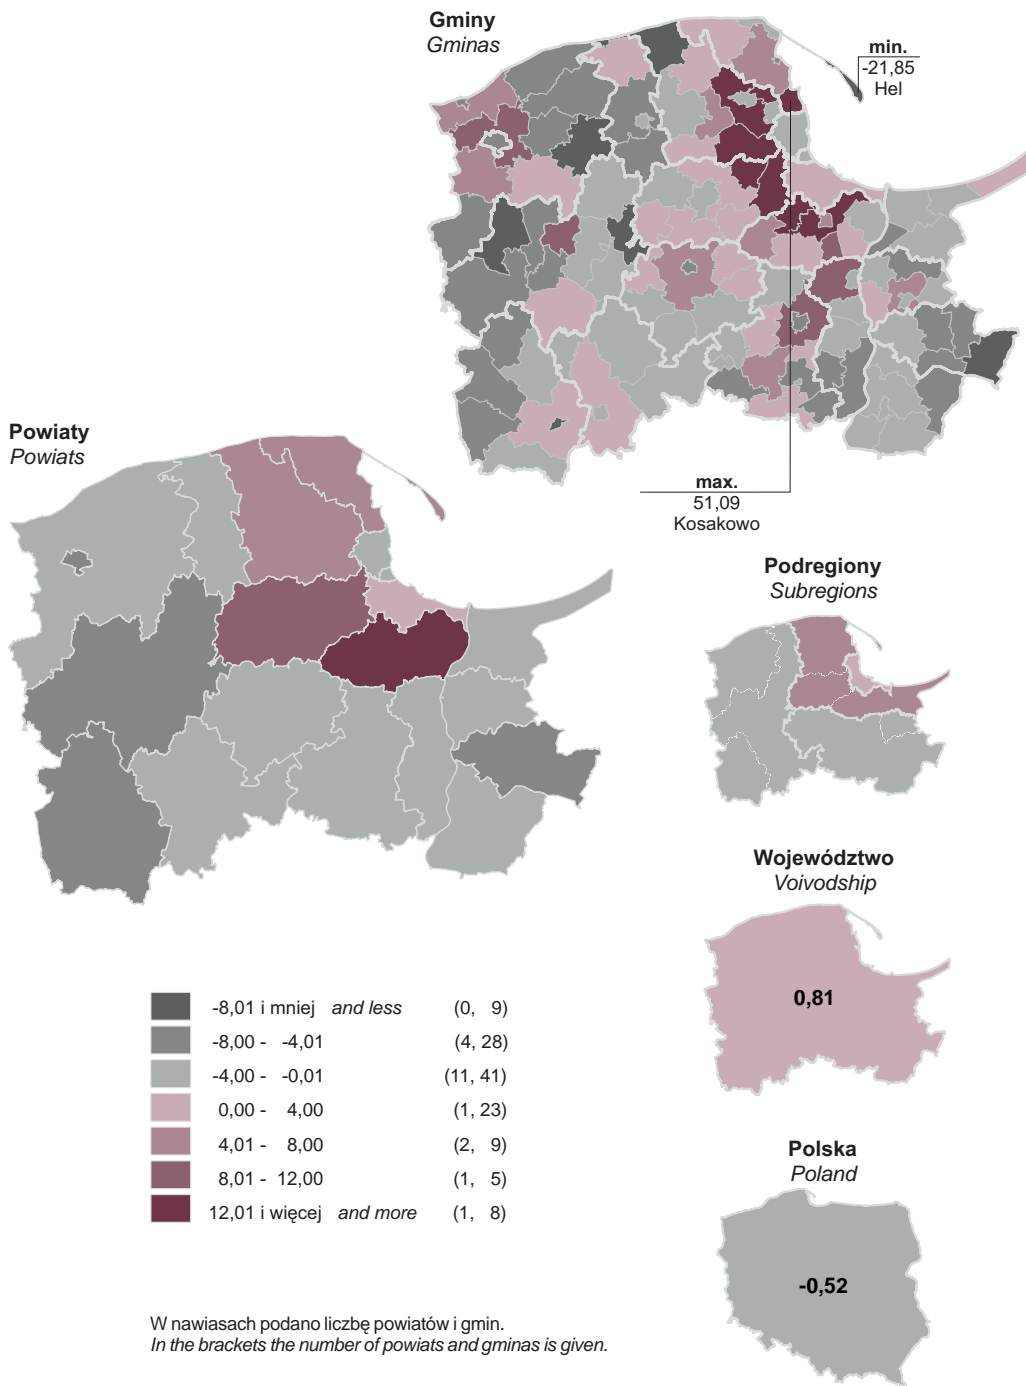 Gminy
Gminas
min.
-21,85
Hel
max.
51,09
Kosakowo
Powiaty
Powiats
Podregiony
Subregions
Województwo
Voivodship
0,81
Polska
Poland
-0,52
-8,01 i mniej and less (0, 9)
-8,00 - -4,01 (4, 28)
-4,00 - -0,01 (11, 41)
0,00 - 4,00 (1, 23)
4,01 - 8,00 (2, 9)
8,01 - 12,00 (1, 5)
12,01 i więcej and more (1, 8)
W nawiasach podano liczbę powiatów i gmin.
In the brackets the number of powiats and gminas is given.